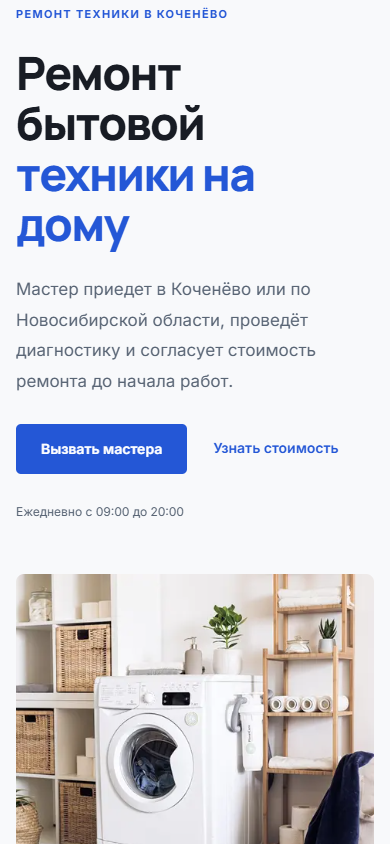 РЕМОНТ ТЕХНИКИ В КОЧЕНЁВО
Ремонт
бытовой
техники на
дому
Мастер приедет в Коченёво или по
Новосибирской области, проведёт
диагностику и согласует стоимость
ремонта до начала работ.
Вызвать мастера
Узнать стоимость
Ежедневно с 09:00 до 20:00